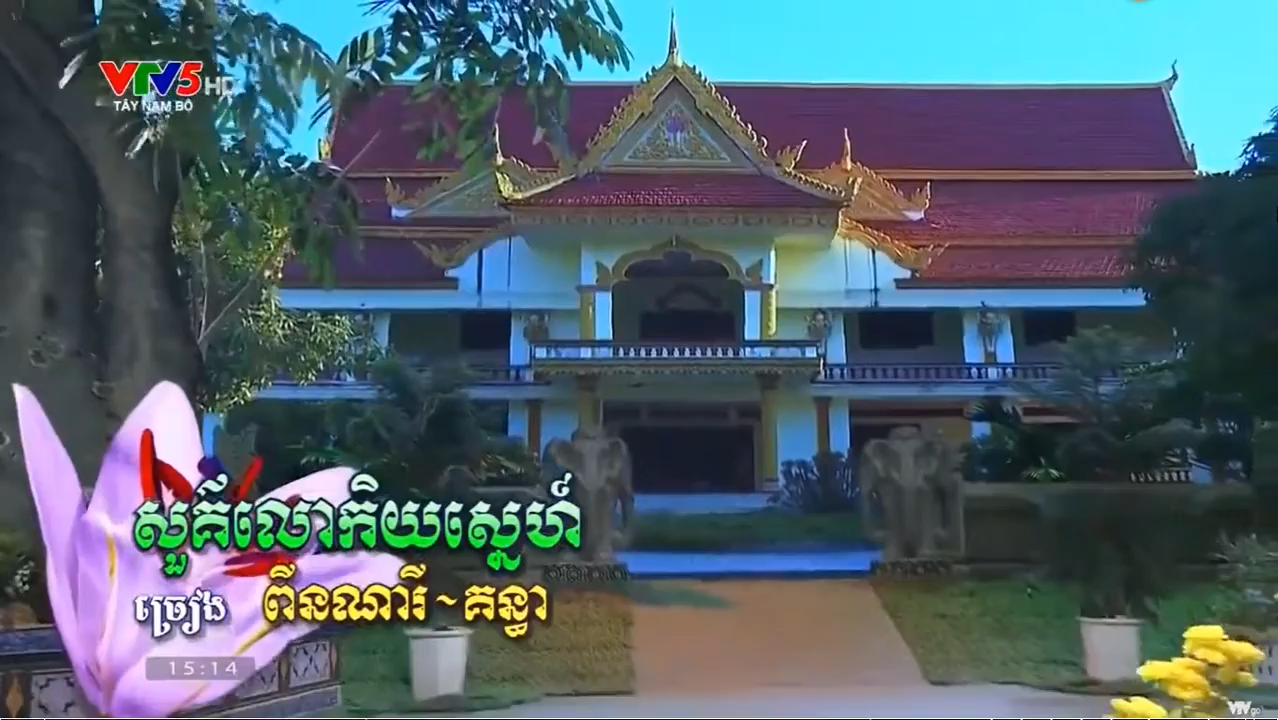 VTV5 HD
TÂY NAM BỘ
សួគ៌លោកិយស្នេហ៍
ច្រៀង ពីនណារី ~ គន្ធា
15:14
VTVgo